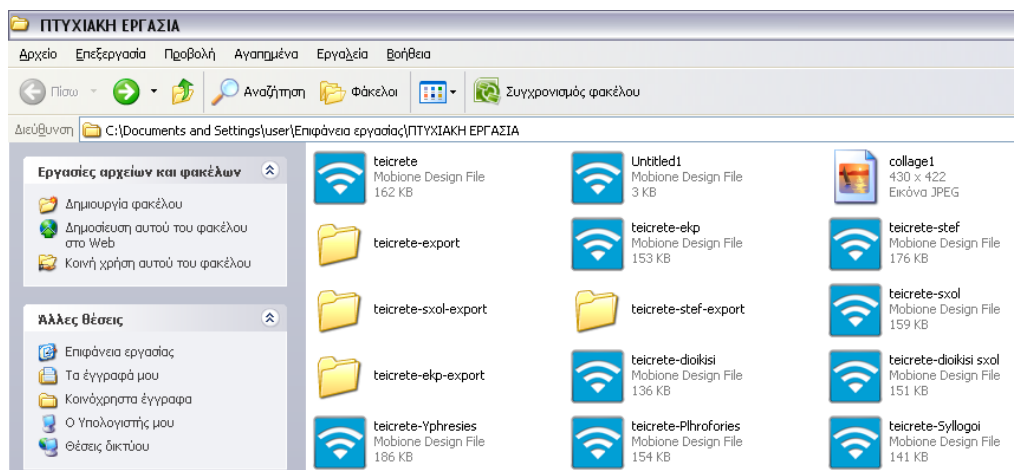 ΠΤΥΧΙΑΚΗ ΕΡΓΑΣΙΑ
Αρχείο Επεξεργασία Προβολή Αγαπημένα Εργαλεία Βοήθεια
Πίσω Αναζήτηση Φάκελοι Συγχρονισμός φακέλου
Διεύθυνση C:\Documents and Settings\user\Επιφάνεια εργασίας\ΠΤΥΧΙΑΚΗ ΕΡΓΑΣΙΑ
Εργασίες αρχείων και φακέλων
Δημιουργία φακέλου
Δημοσίευση αυτού του φακέλου
στο Web
Κοινή χρήση αυτού του φακέλου
Άλλες θέσεις
Επιφάνεια εργασίας
Τα έγγραφά μου
Κοινόχρηστα έγγραφα
Ο Υπολογιστής μου
Θέσεις δικτύου
teicrete
Mobione Design File
162 KB
Untitled1
Mobione Design File
3 KB
collage1
430 x 422
Εικόνα JPEG
teicrete-export
teicrete-ekp
Mobione Design File
153 KB
teicrete-stef
Mobione Design File
176 KB
teicrete-sxol-export
teicrete-stef-export
teicrete-sxol
Mobione Design File
159 KB
teicrete-ekp-export
teicrete-dioikisi
Mobione Design File
136 KB
teicrete-dioikisi sxol
Mobione Design File
151 KB
teicrete-Yphresies
Mobione Design File
186 KB
teicrete-Plhrofories
Mobione Design File
154 KB
teicrete-Syllogoi
Mobione Design File
141 KB